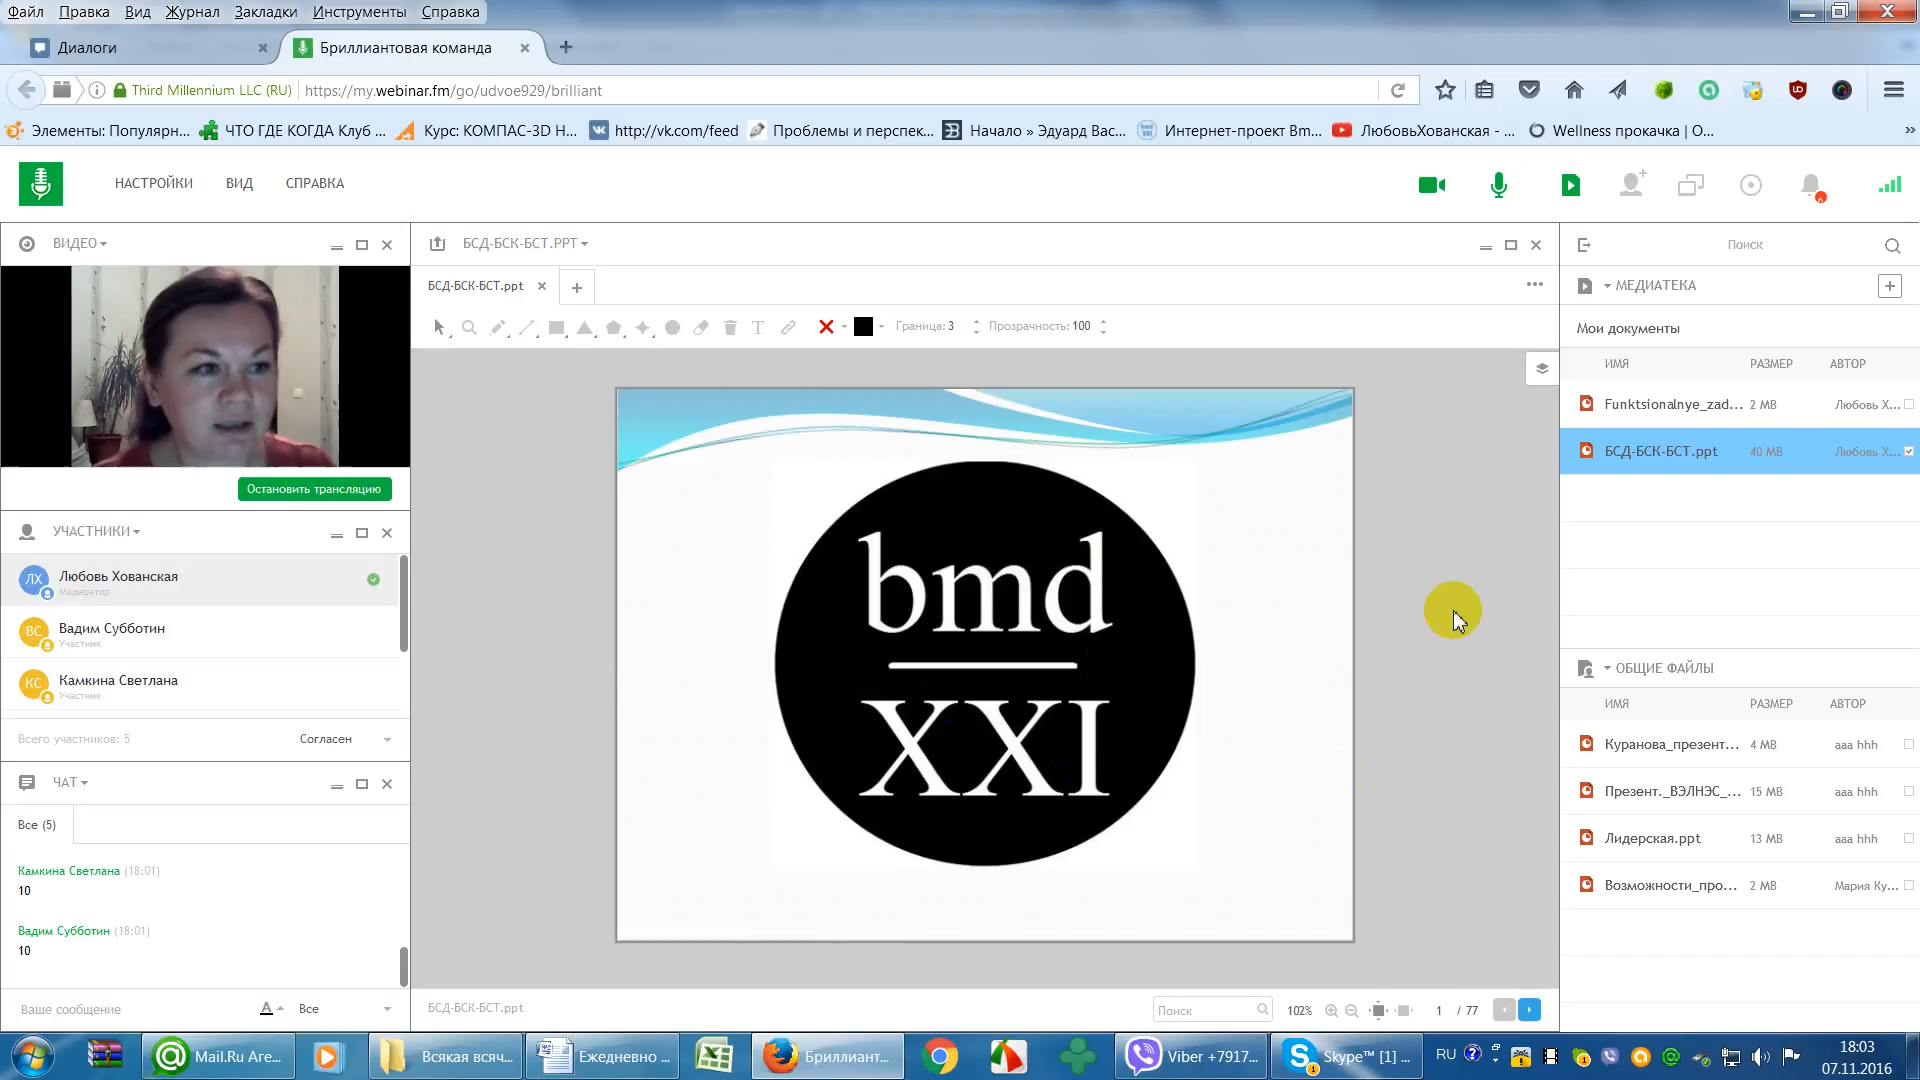 Файл Правка Вид Журнал Закладки Инструменты Справка
Диалоги
Бриллиантовая команда
Third Millennium LLC (RU)
https://my.webinar.fm/go/udvoe929/brilliant
Элементы: Популярн...
ЧТО ГДЕ КОГДА Клуб ...
Курс: КОМПАС-3D Н...
http://vk.com/feed
Проблемы и перспек...
Начало » Эдуард Вас...
Интернет-проект Bm...
ЛюбовьХованская - ...
Wellness прокачка | О...
НАСТРОЙКИ ВИД СПРАВКА
ВИДЕО
Остановить трансляцию
УЧАСТНИКИ
ЛХ
Любовь Хованская
Модератор
ВС
Вадим Субботин
Участник
КС
Камкина Светлана
Участник
Всего участников: 5
Согласен
ЧАТ
Все (5)
Камкина Светлана (18:01)
10
Вадим Субботин (18:01)
10
Ваше сообщение
A
Все
БСД-БСК-БСТ.PPT
БСД-БСК-БСТ.ppt
T
Граница: 3
Прозрачность: 100
bmd
XXI
БСД-БСК-БСТ.ppt
Поиск
102%
1 / 77
Поиск
МЕДИАТЕКА
Мои документы
ИМЯ РАЗМЕР АВТОР
Funktsionalnye_zad... 2 MB Любовь Х...
БСД-БСК-БСТ.ppt 40 MB Любовь Х...
ОБЩИЕ ФАЙЛЫ
ИМЯ РАЗМЕР АВТОР
Куранова_презент... 4 MB aaa hhh
Презент._ВЭЛНЭС_... 15 MB aaa hhh
Лидерская.ppt 13 MB aaa hhh
Возможности_про... 2 MB Мария Ку...
Mail.Ru Аге...
Всякая всяч...
Ежедневно ...
Бриллиант...
Viber +7917...
Skype™ [1] ...
RU
18:03
07.11.2016